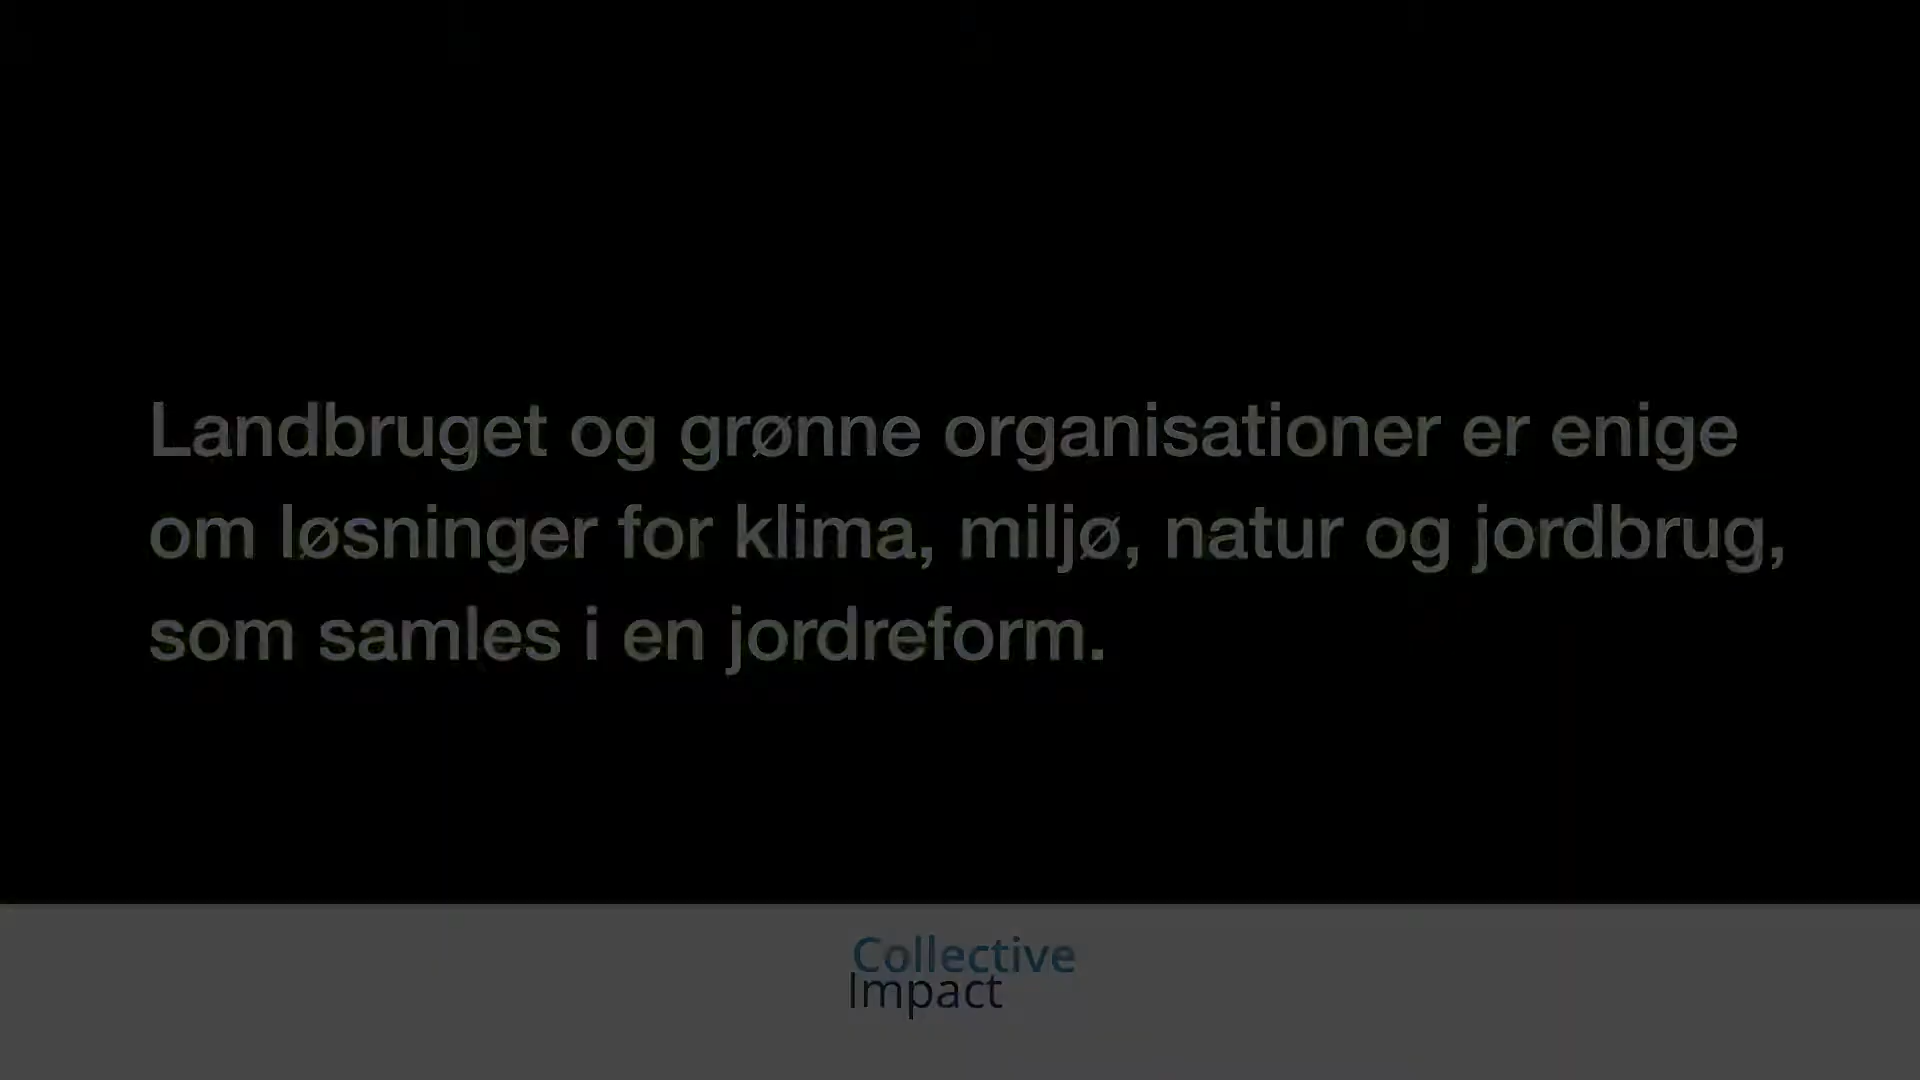 Landbruget og grønne organisationer er enige
om løsninger for klima, miljø, natur og jordbrug,
som samles i en jordreform.
Collective
Impact